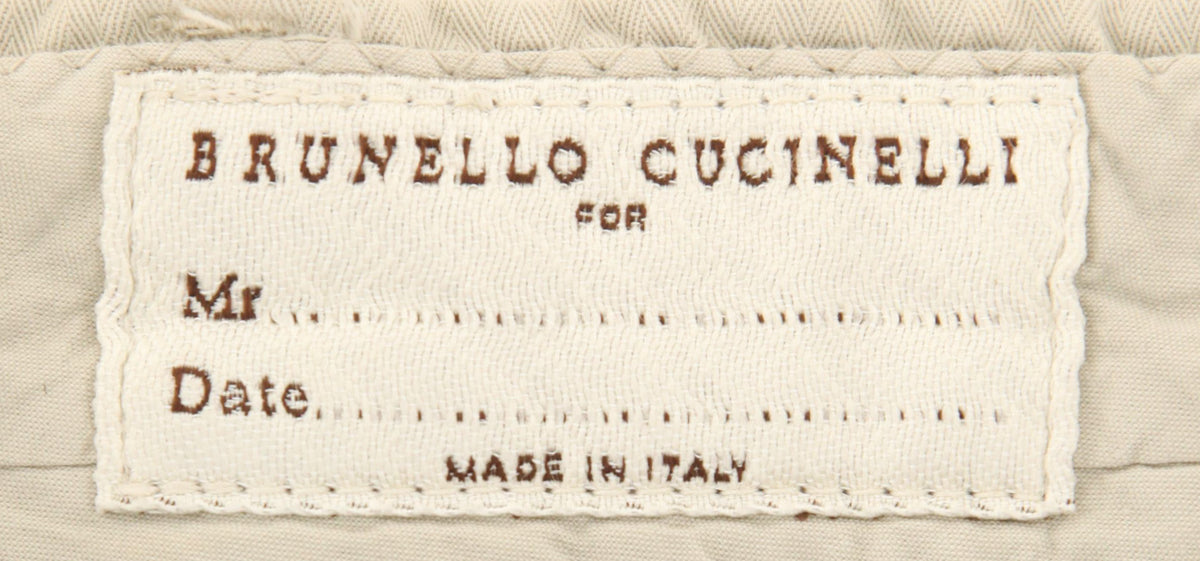 BRUNELLO CUCINELLI
FOR
Mr..........................................
Date........................................
MADE IN ITALY